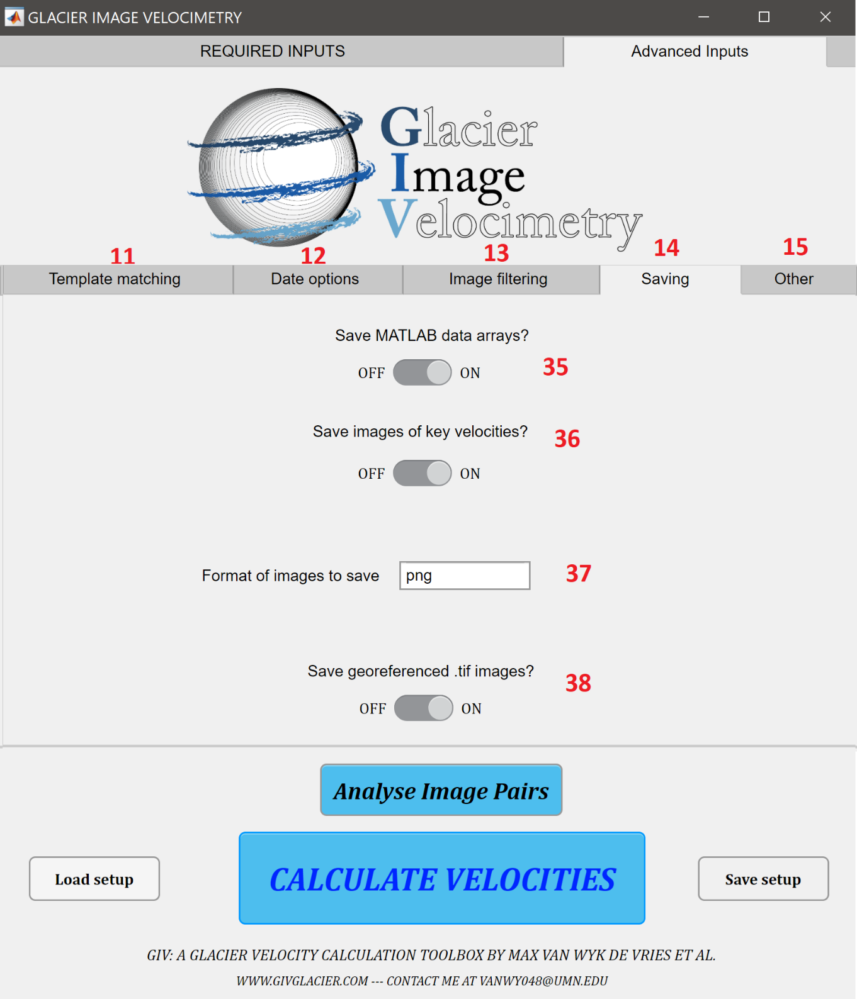 GLACIER IMAGE VELOCIMETRY
REQUIRED INPUTS Advanced Inputs
Glacier
Image
Velocimetry
11 12 13 14 15
Template matching Date options Image filtering Saving Other
Save MATLAB data arrays?
OFF ON 35
Save images of key velocities? 36
OFF ON
Format of images to save png 37
Save georeferenced .tif images? 38
OFF ON
Analyse Image Pairs
Load setup CALCULATE VELOCITIES Save setup
GIV: A GLACIER VELOCITY CALCULATION TOOLBOX BY MAX VAN WYK DE VRIES ET AL.
WWW.GIVGLACIER.COM --- CONTACT ME AT VANWY048@UMN.EDU